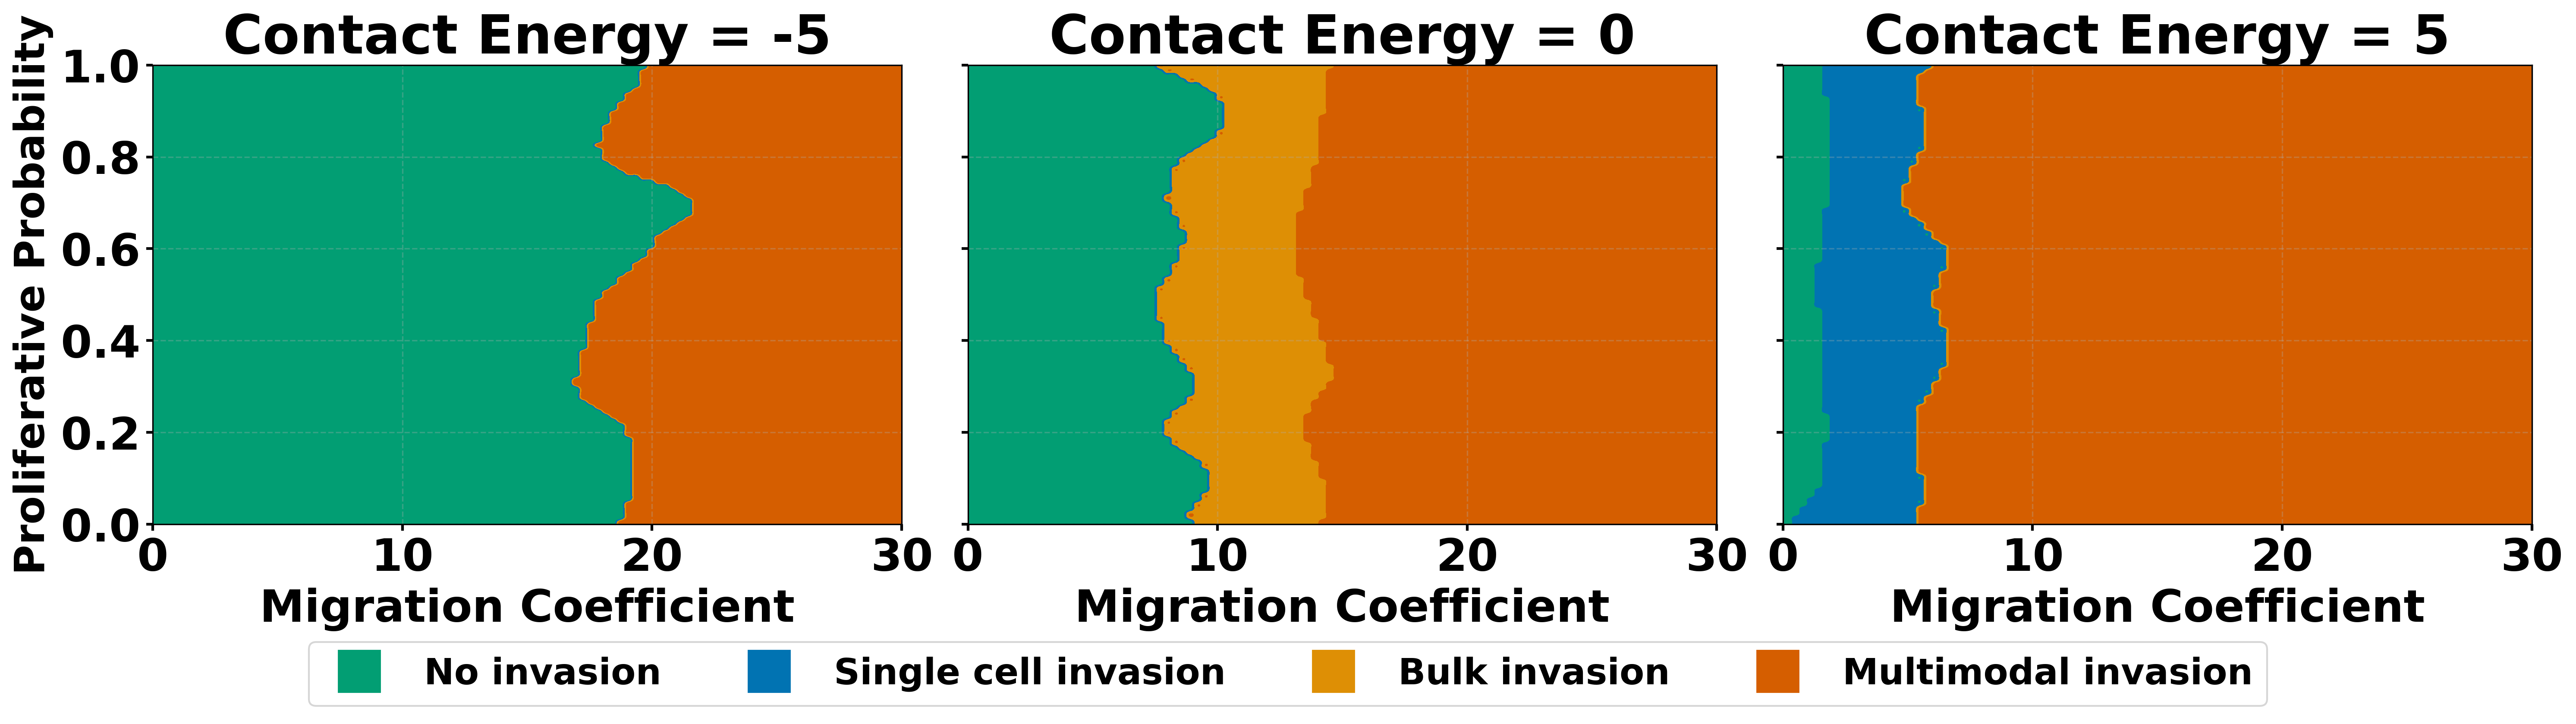 Contact Energy = -5
Contact Energy = 0
Contact Energy = 5
Proliferative Probability
1.0
0.8
0.6
0.4
0.2
0.0
0 10 20 30
0 10 20 30
0 10 20 30
Migration Coefficient
Migration Coefficient
Migration Coefficient
No invasion
Single cell invasion
Bulk invasion
Multimodal invasion